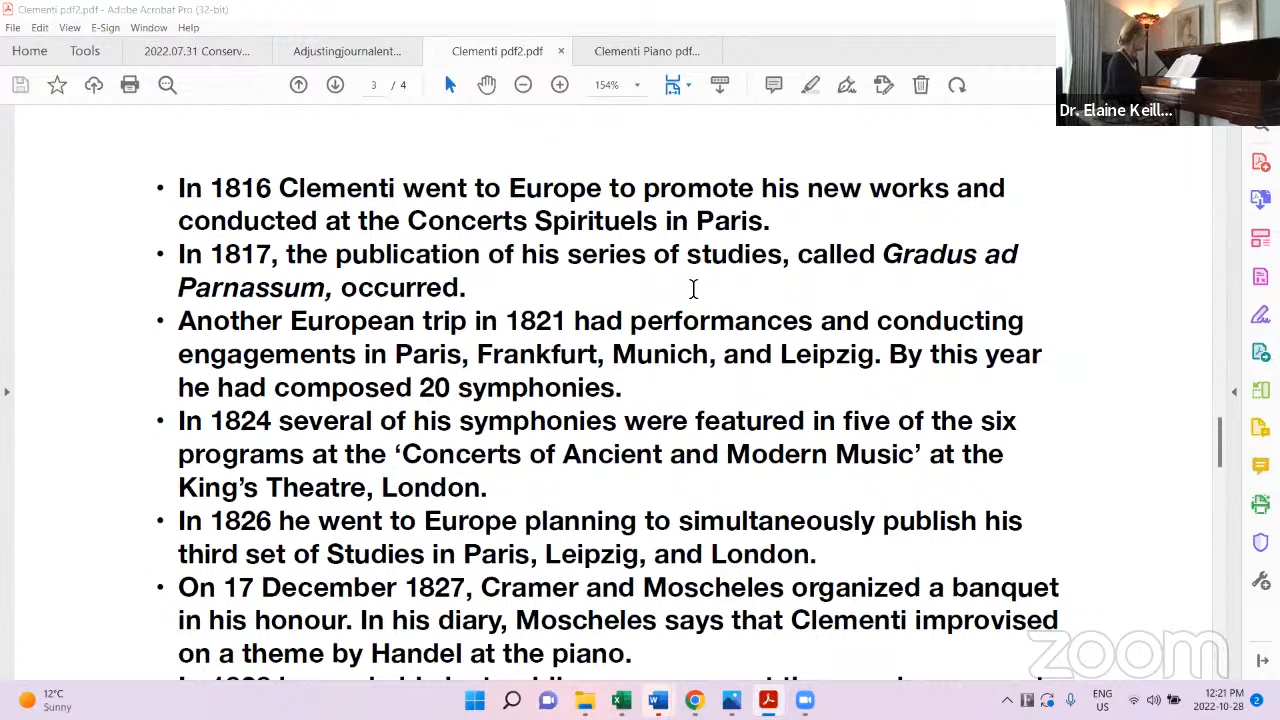 Clementi pdf2.pdf - Adobe Acrobat Pro (32-bit)
File Edit View E-Sign Window Help
Home Tools 2022.07.31 Conserv... Adjustingjournalent... Clementi pdf2.pdf × Clementi Piano pdf...
3 / 4 154%
Dr. Elaine Keill...
• In 1816 Clementi went to Europe to promote his new works and
conducted at the Concerts Spirituels in Paris.
• In 1817, the publication of his series of studies, called Gradus ad
Parnassum, occurred.
• Another European trip in 1821 had performances and conducting
engagements in Paris, Frankfurt, Munich, and Leipzig. By this year
he had composed 20 symphonies.
• In 1824 several of his symphonies were featured in five of the six
programs at the ‘Concerts of Ancient and Modern Music’ at the
King’s Theatre, London.
• In 1826 he went to Europe planning to simultaneously publish his
third set of Studies in Paris, Leipzig, and London.
• On 17 December 1827, Cramer and Moscheles organized a banquet
in his honour. In his diary, Moscheles says that Clementi improvised
on a theme by Handel at the piano.
zoom
12°C
Sunny
ENG
US
12:21 PM
2022-10-28
2